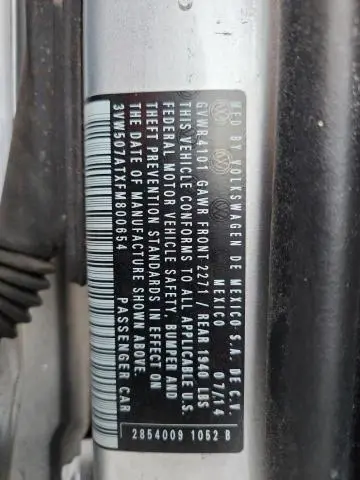 MFD BY VOLKSWAGEN DE MEXICO S.A. DE C.V.
MEXICO 07/14
GVWR 4101 GAWR FRONT 2271 / REAR 1940 LBS
THIS VEHICLE CONFORMS TO ALL APPLICABLE U.S.
FEDERAL MOTOR VEHICLE SAFETY, BUMPER AND
THEFT PREVENTION STANDARDS IN EFFECT ON
THE DATE OF MANUFACTURE SHOWN ABOVE.
3VW507ATXFM800654 PASSENGER CAR
2854009 1052 B